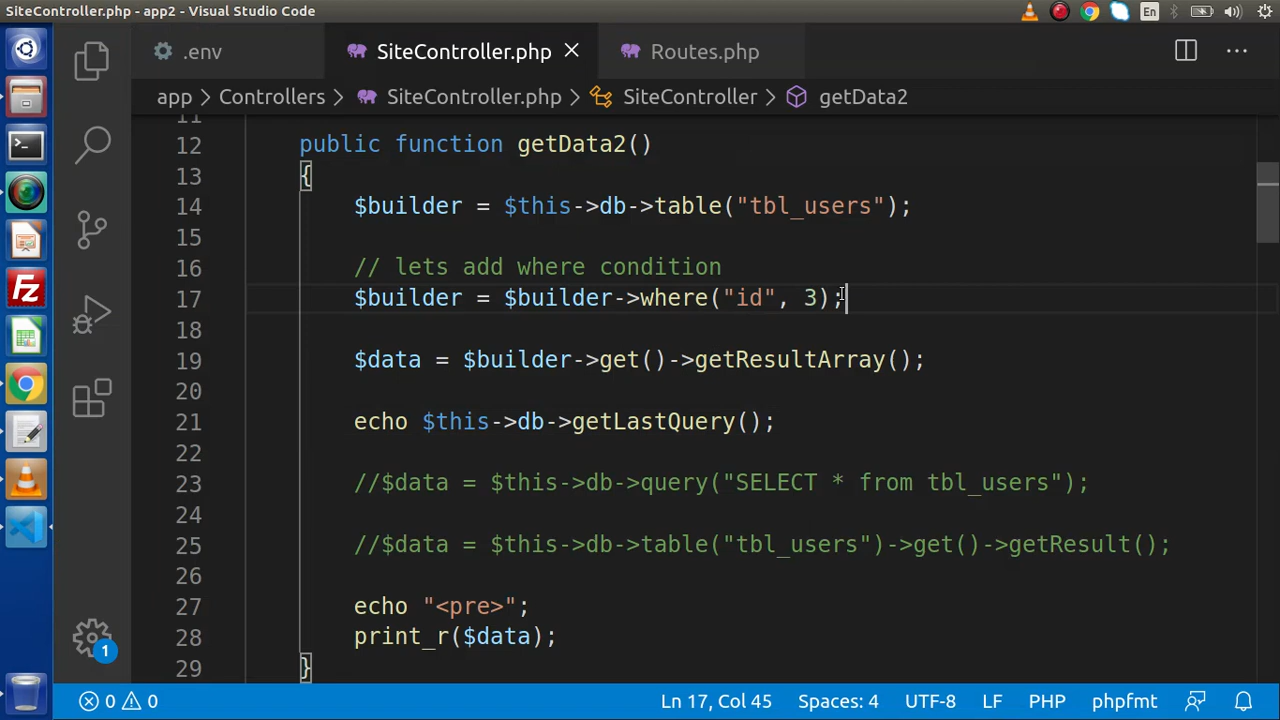 SiteController.php - app2 - Visual Studio Code
En
.env
SiteController.php
Routes.php
app > Controllers > SiteController.php > SiteController > getData2
11
12 public function getData2()
13 {
14 $builder = $this->db->table("tbl_users");
15
16 // lets add where condition
17 $builder = $builder->where("id", 3);
18
19 $data = $builder->get()->getResultArray();
20
21 echo $this->db->getLastQuery();
22
23 //$data = $this->db->query("SELECT * from tbl_users");
24
25 //$data = $this->db->table("tbl_users")->get()->getResult();
26
27 echo "<pre>";
28 print_r($data);
29 }
1
0 0 Ln 17, Col 45 Spaces: 4 UTF-8 LF PHP phpfmt